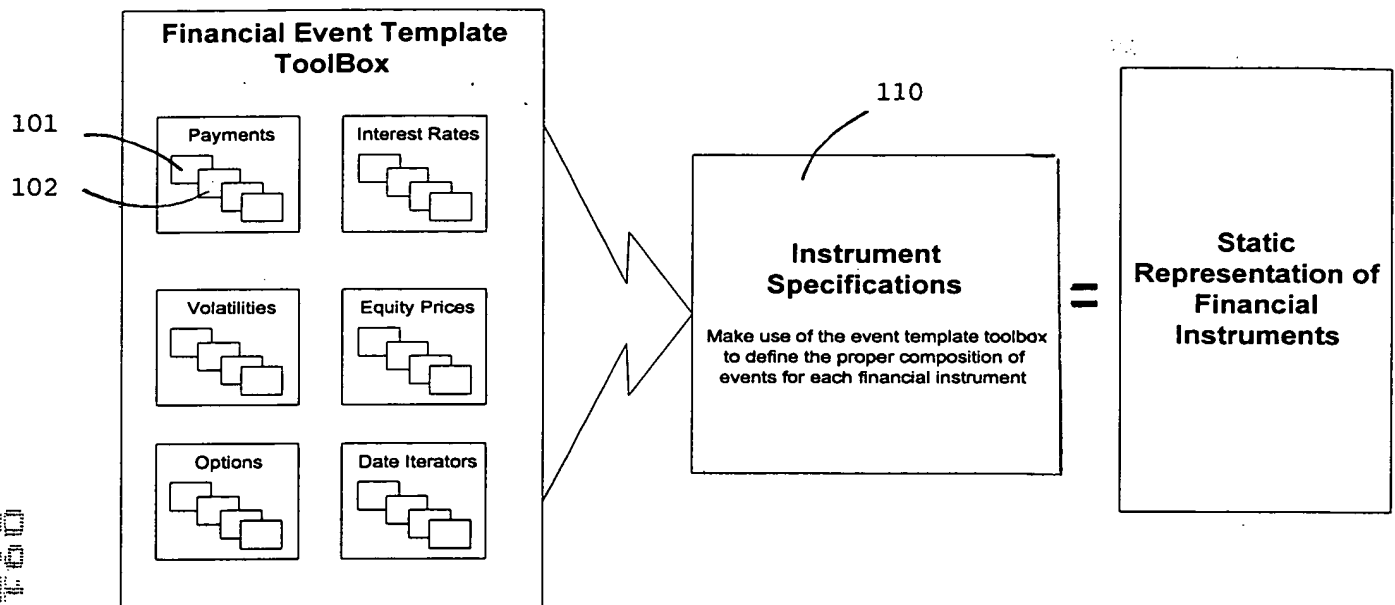 Financial Event Template
ToolBox
101
102
Payments
Interest Rates
Volatilities
Equity Prices
Options
Date Iterators
110
Instrument
Specifications
Make use of the event template toolbox
to define the proper composition of
events for each financial instrument
=
Static
Representation of
Financial
Instruments